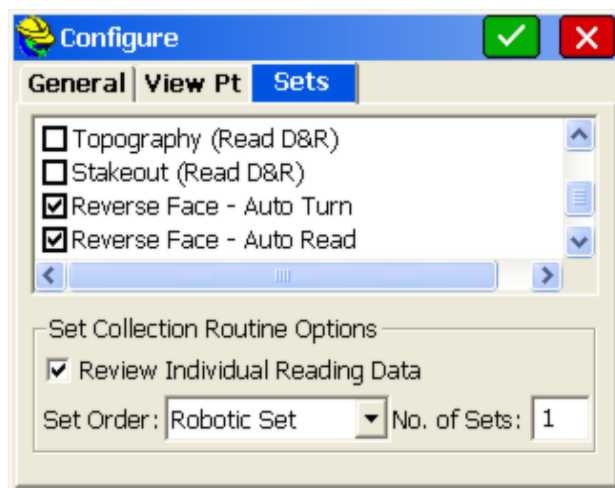 Configure
General View Pt Sets
Topography (Read D&R)
Stakeout (Read D&R)
Reverse Face - Auto Turn
Reverse Face - Auto Read
Set Collection Routine Options
Review Individual Reading Data
Set Order: Robotic Set No. of Sets: 1